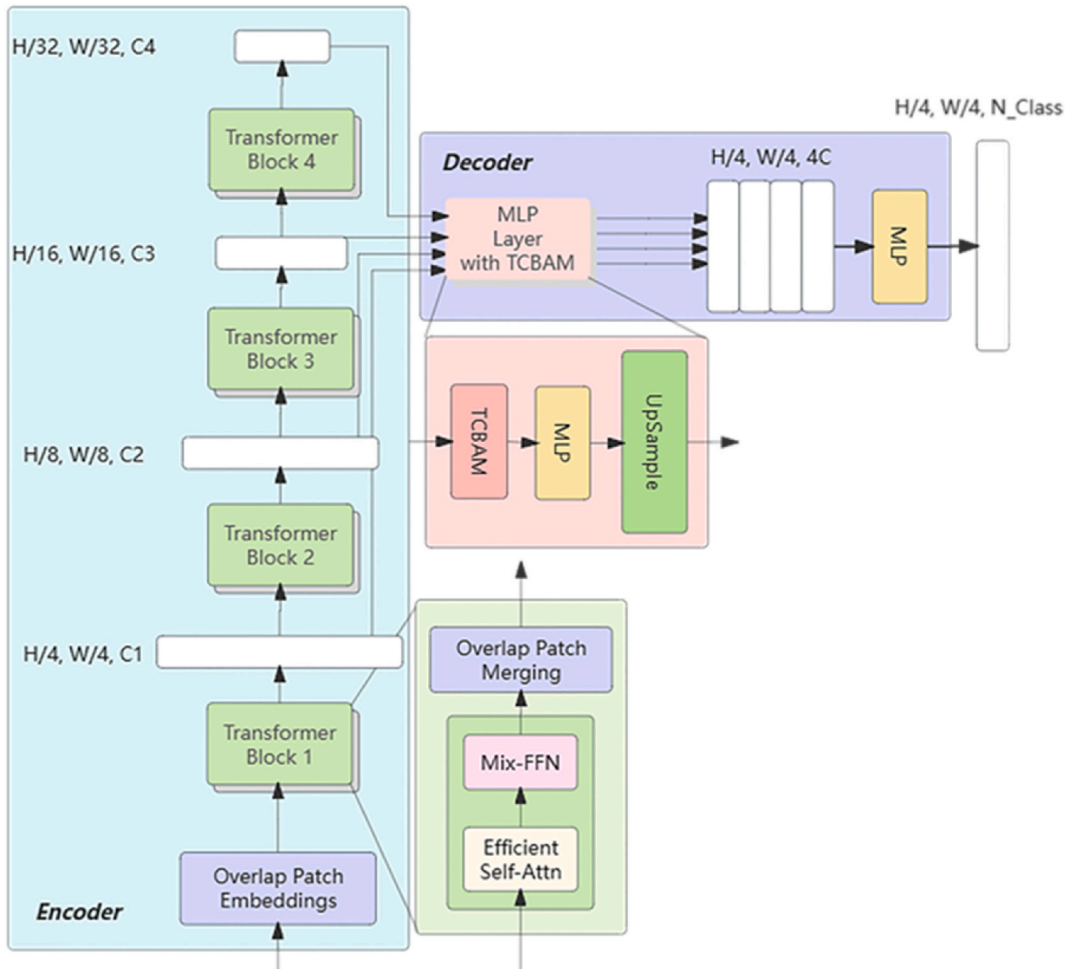 H/32, W/32, C4
Transformer
Block 4
H/16, W/16, C3
Transformer
Block 3
H/8, W/8, C2
Transformer
Block 2
H/4, W/4, C1
Transformer
Block 1
Overlap Patch
Embeddings
Encoder
Decoder
MLP
Layer
with TCBAM
H/4, W/4, 4C
MLP
H/4, W/4, N_Class
TCBAM
MLP
UpSample
Overlap Patch
Merging
Mix-FFN
Efficient
Self-Attn